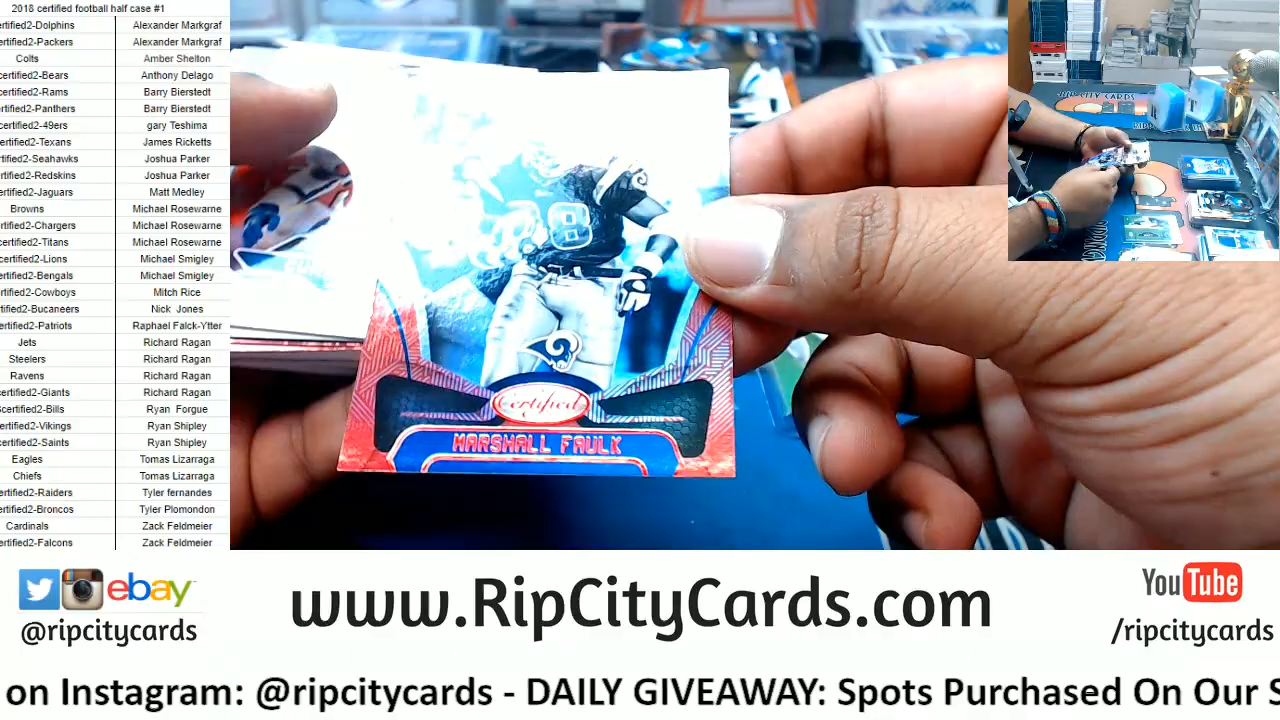 2018 certified football half case #1
ertified2-Dolphins Alexander Markgraf
ertified2-Packers Alexander Markgraf
Colts Amber Shelton
certified2-Bears Anthony Delago
certified2-Rams Barry Bierstedt
ertified2-Panthers Barry Bierstedt
certified2-49ers gary Teshima
certified2-Texans James Ricketts
rtified2-Seahawks Joshua Parker
rtified2-Redskins Joshua Parker
rtified2-Jaguars Matt Medley
Browns Michael Rosewarne
rtified2-Chargers Michael Rosewarne
ertified2-Titans Michael Rosewarne
certified2-Lions Michael Smigley
ertified2-Bengals Michael Smigley
rtified2-Cowboys Mitch Rice
ified2-Bucaneers Nick Jones
rtified2-Patriots Raphael Falck-Ytter
Jets Richard Ragan
Steelers Richard Ragan
Ravens Richard Ragan
certified2-Giants Richard Ragan
certified2-Bills Ryan Forgue
ertified2-Vikings Ryan Shipley
certified2-Saints Ryan Shipley
Eagles Tomas Lizarraga
Chiefs Tomas Lizarraga
ertified2-Raiders Tyler fernandes
rtified2-Broncos Tyler Plomondon
Cardinals Zack Feldmeier
ertified2-Falcons Zack Feldmeier
RIP CITY CARDS
28
Certified
MARSHALL FAULK
ebay
@ripcitycards
www.RipCityCards.com
YouTube
/ripcitycards
on Instagram: @ripcitycards - DAILY GIVEAWAY: Spots Purchased On Our S